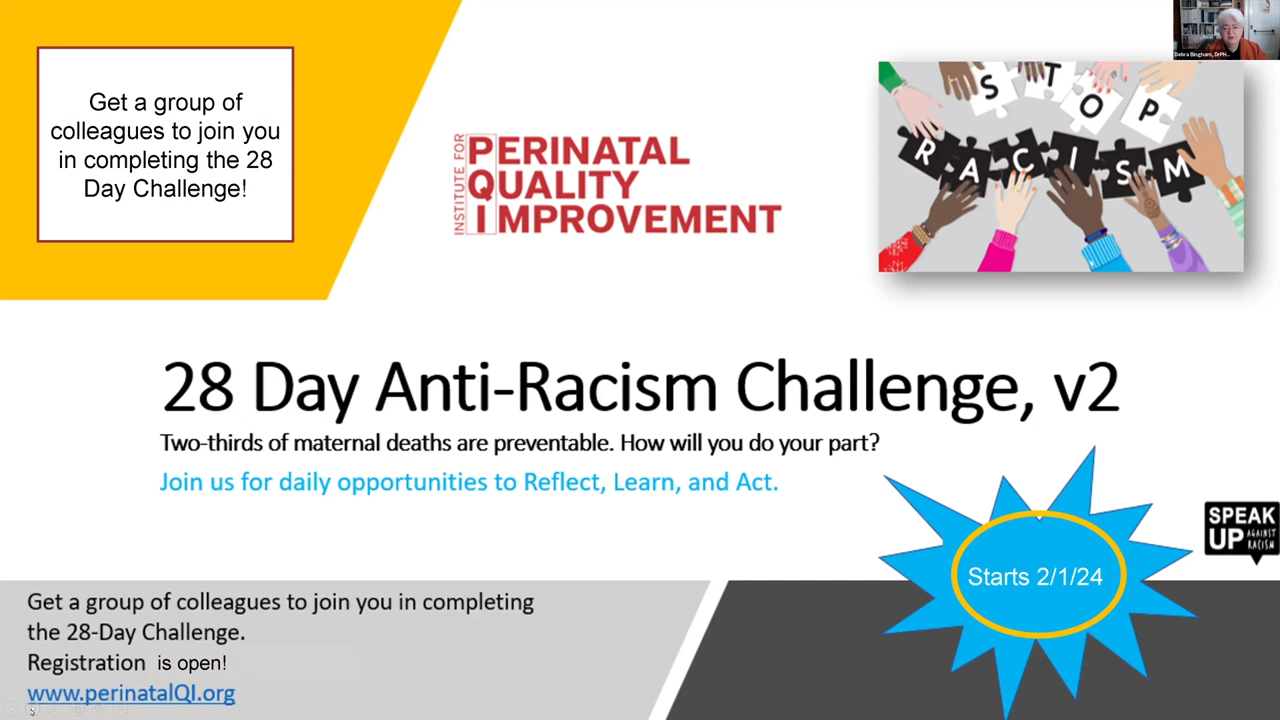 Get a group of
colleagues to join you
in completing the 28
Day Challenge!
INSTITUTE FOR
PERINATAL
QUALITY
IMPROVEMENT
STOP
RACISM
Debra Bingham, DrPH...
28 Day Anti-Racism Challenge, v2
Two-thirds of maternal deaths are preventable. How will you do your part?
Join us for daily opportunities to Reflect, Learn, and Act.
SPEAK
UP AGAINST
RACISM
Starts 2/1/24
Get a group of colleagues to join you in completing
the 28-Day Challenge.
Registration is open!
www.perinatalQI.org